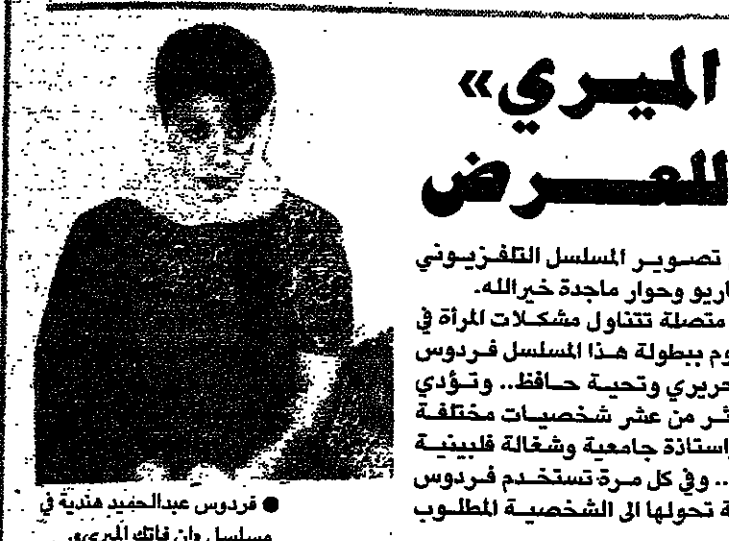 الميري»
للعرض
تصوير المسلسل التلفزيوني
اريو وحوار ماجدة خيرالله.
متصلة تتناول مشكلات المرأة في
وم ببطولة هذا المسلسل فردوس
حريري وتحية حافظ.. وتؤدي
ثر من عشر شخصيات مختلفة
استاذة جامعية وشغالة فلبينية
.. وفي كل مرة تستخدم فردوس
ة تحولها الى الشخصية المطلوب
● فردوس عبدالحميد هندية في
مسلسل «ان فاتك الميري».